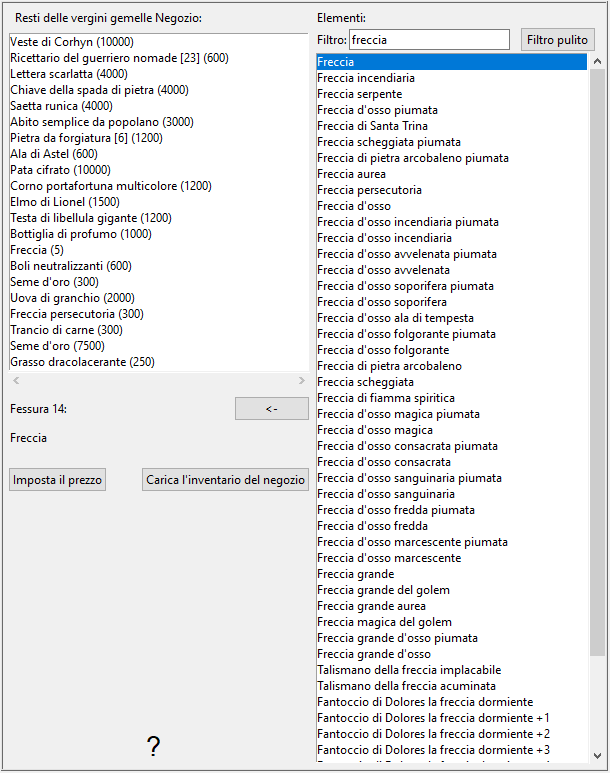 Resti delle vergini gemelle Negozio:
Veste di Corhyn (10000)
Ricettario del guerriero nomade [23] (600)
Lettera scarlatta (4000)
Chiave della spada di pietra (4000)
Saetta runica (4000)
Abito semplice da popolano (3000)
Pietra da forgiatura [6] (1200)
Ala di Astel (600)
Pata cifrato (10000)
Corno portafortuna multicolore (1200)
Elmo di Lionel (1500)
Testa di libellula gigante (1200)
Bottiglia di profumo (1000)
Freccia (5)
Boli neutralizzanti (600)
Seme d'oro (300)
Uova di granchio (2000)
Freccia persecutoria (300)
Trancio di carne (300)
Seme d'oro (7500)
Grasso dracolacerante (250)
Fessura 14:
<-
Freccia
Imposta il prezzo
Carica l'inventario del negozio
?
Elementi:
Filtro: freccia
Filtro pulito
Freccia
Freccia incendiaria
Freccia serpente
Freccia d'osso piumata
Freccia di Santa Trina
Freccia scheggiata piumata
Freccia di pietra arcobaleno piumata
Freccia aurea
Freccia persecutoria
Freccia d'osso
Freccia d'osso incendiaria piumata
Freccia d'osso incendiaria
Freccia d'osso avvelenata piumata
Freccia d'osso avvelenata
Freccia d'osso soporifera piumata
Freccia d'osso soporifera
Freccia d'osso ala di tempesta
Freccia d'osso folgorante piumata
Freccia d'osso folgorante
Freccia di pietra arcobaleno
Freccia scheggiata
Freccia di fiamma spiritica
Freccia d'osso magica piumata
Freccia d'osso magica
Freccia d'osso consacrata piumata
Freccia d'osso consacrata
Freccia d'osso sanguinaria piumata
Freccia d'osso sanguinaria
Freccia d'osso fredda piumata
Freccia d'osso fredda
Freccia d'osso marcescente piumata
Freccia d'osso marcescente
Freccia grande
Freccia grande del golem
Freccia grande aurea
Freccia magica del golem
Freccia grande d'osso piumata
Freccia grande d'osso
Talismano della freccia implacabile
Talismano della freccia acuminata
Fantoccio di Dolores la freccia dormiente
Fantoccio di Dolores la freccia dormiente +1
Fantoccio di Dolores la freccia dormiente +2
Fantoccio di Dolores la freccia dormiente +3